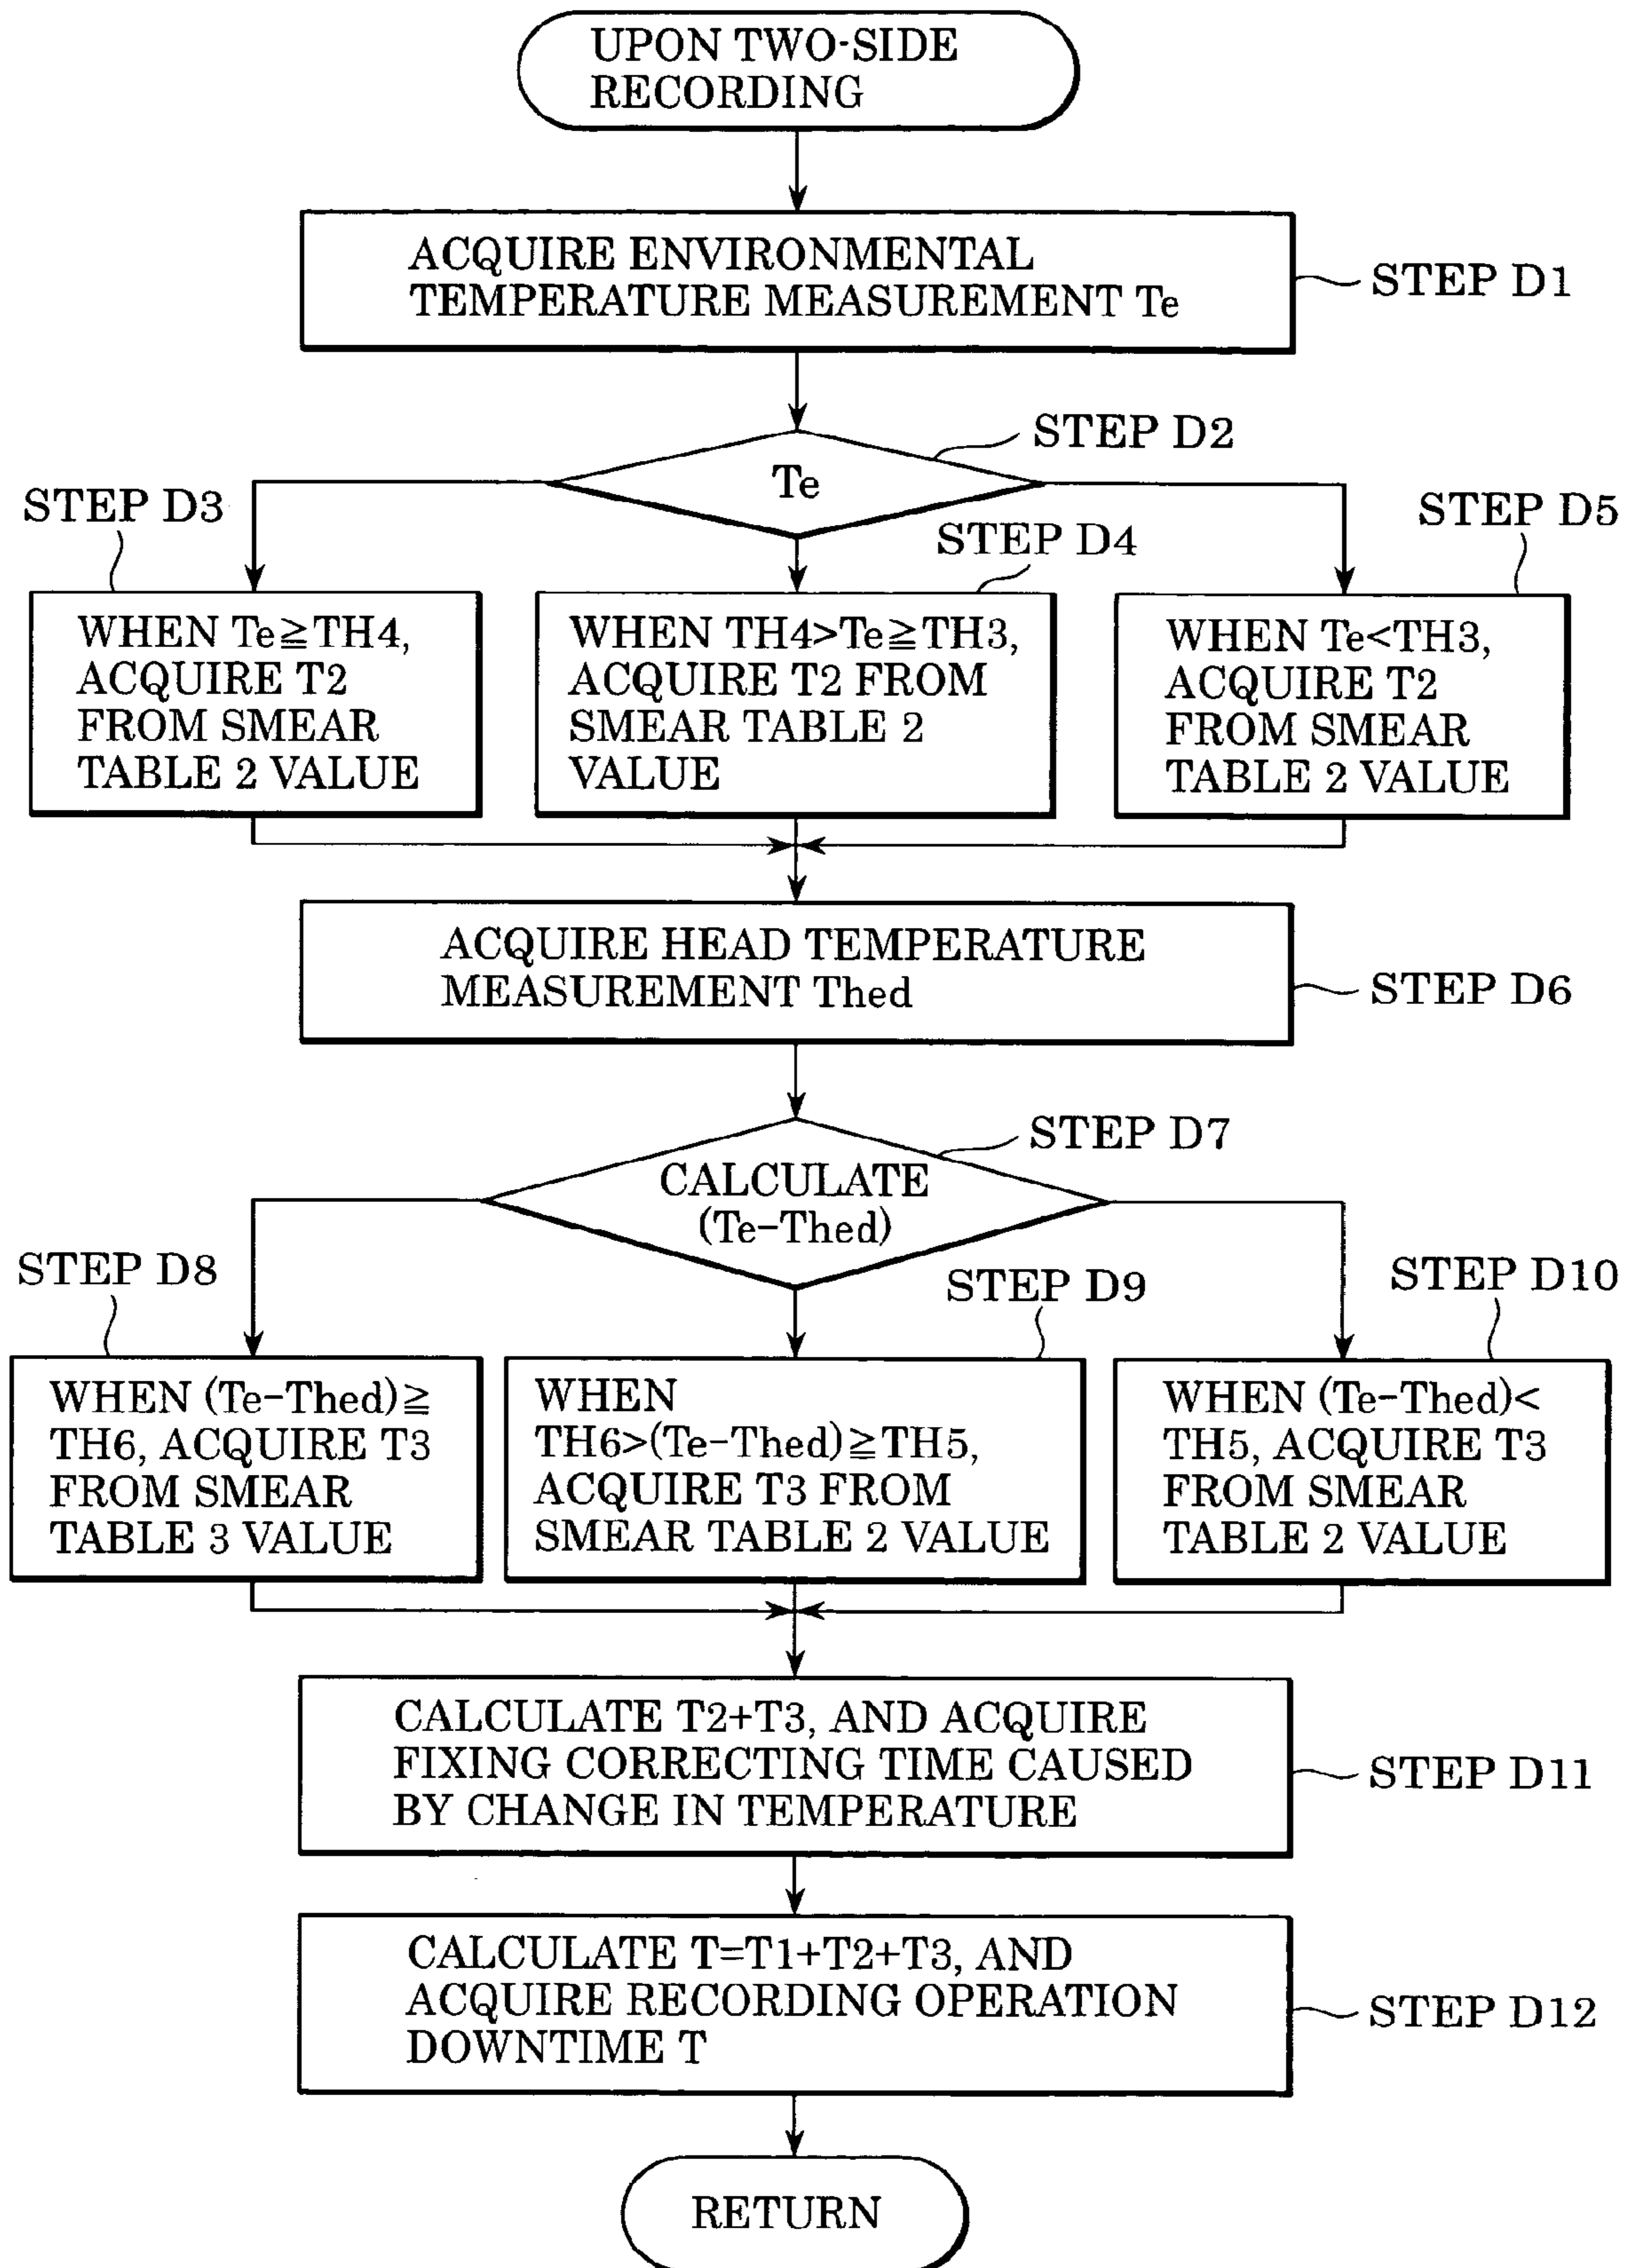 UPON TWO-SIDE
RECORDING
ACQUIRE ENVIRONMENTAL
TEMPERATURE MEASUREMENT Te
STEP D1
STEP D2
Te
STEP D3
WHEN Te≧TH4,
ACQUIRE T2
FROM SMEAR
TABLE 2 VALUE
STEP D4
WHEN TH4>Te≧TH3,
ACQUIRE T2 FROM
SMEAR TABLE 2
VALUE
STEP D5
WHEN Te<TH3,
ACQUIRE T2
FROM SMEAR
TABLE 2 VALUE
ACQUIRE HEAD TEMPERATURE
MEASUREMENT Thed
STEP D6
STEP D7
CALCULATE
(Te-Thed)
STEP D8
WHEN (Te-Thed)≧
TH6, ACQUIRE T3
FROM SMEAR
TABLE 3 VALUE
STEP D9
WHEN
TH6>(Te-Thed)≧TH5,
ACQUIRE T3 FROM
SMEAR TABLE 2 VALUE
STEP D10
WHEN (Te-Thed)<
TH5, ACQUIRE T3
FROM SMEAR
TABLE 2 VALUE
CALCULATE T2+T3, AND ACQUIRE
FIXING CORRECTING TIME CAUSED
BY CHANGE IN TEMPERATURE
STEP D11
CALCULATE T=T1+T2+T3, AND
ACQUIRE RECORDING OPERATION
DOWNTIME T
STEP D12
RETURN